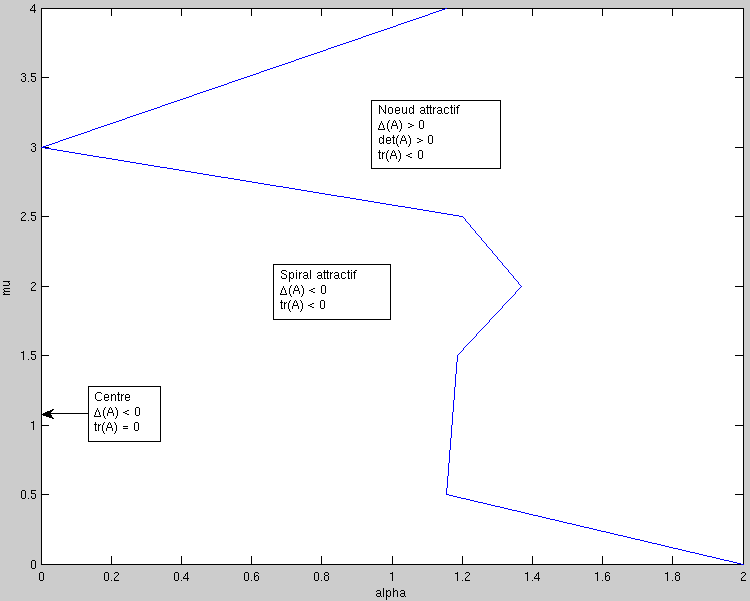 4
3.5
Noeud attractif
Δ(A) > 0
det(A) > 0
tr(A) < 0
3
2.5
Spiral attractif
Δ(A) < 0
tr(A) < 0
mu
2
1.5
Centre
Δ(A) < 0
tr(A) = 0
1
0.5
0
0 0.2 0.4 0.6 0.8 1 1.2 1.4 1.6 1.8 2
alpha